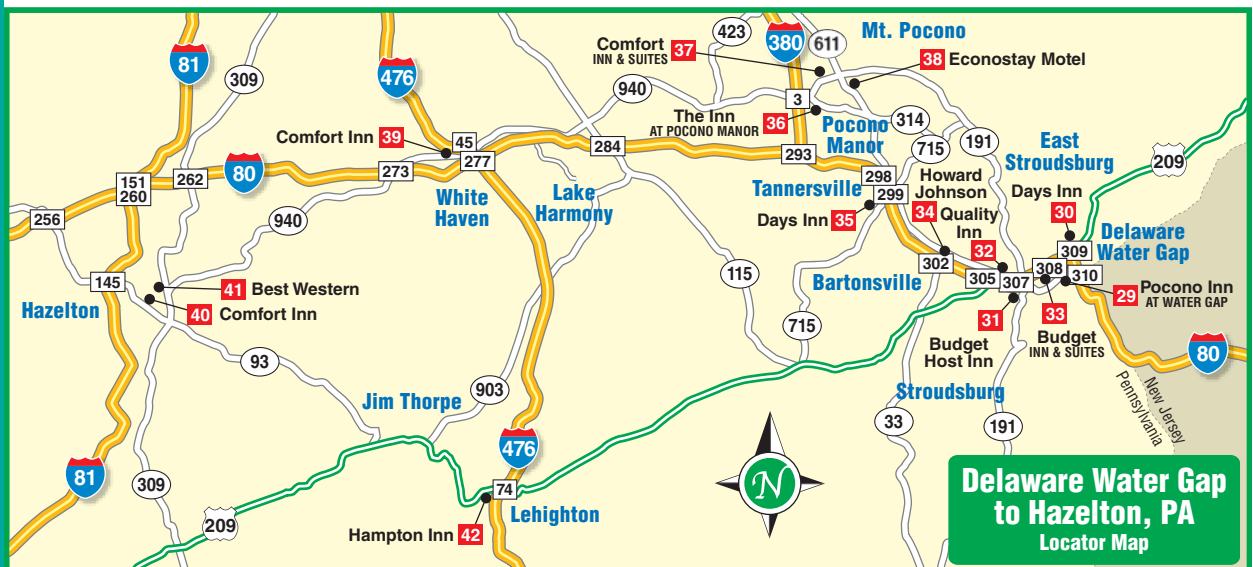 81
309
476
423
380
611
Mt. Pocono
Comfort
INN & SUITES 37
38 Econostay Motel
940
3
The Inn
AT POCONO MANOR 36
314
Pocono
Manor
715
191
East
Stroudsburg
209
Comfort Inn 39
45
277
284
293
298
299
151
260
262
80
273
White
Haven
Lake
Harmony
Tannersville
Howard
Johnson
34
Days Inn
30
Days Inn 35
Quality
Inn
32
256
940
Delaware
Water Gap
309
308
310
302
305
307
145
41 Best Western
40 Comfort Inn
Hazelton
115
Bartonsville
29
Pocono Inn
AT WATER GAP
31
33
Budget
Host Inn
Budget
INN & SUITES
715
80
93
903
Jim Thorpe
Stroudsburg
New Jersey
Pennsylvania
33
191
476
81
309
209
74
Lehighton
Hampton Inn 42
N
Delaware Water Gap
to Hazelton, PA
Locator Map